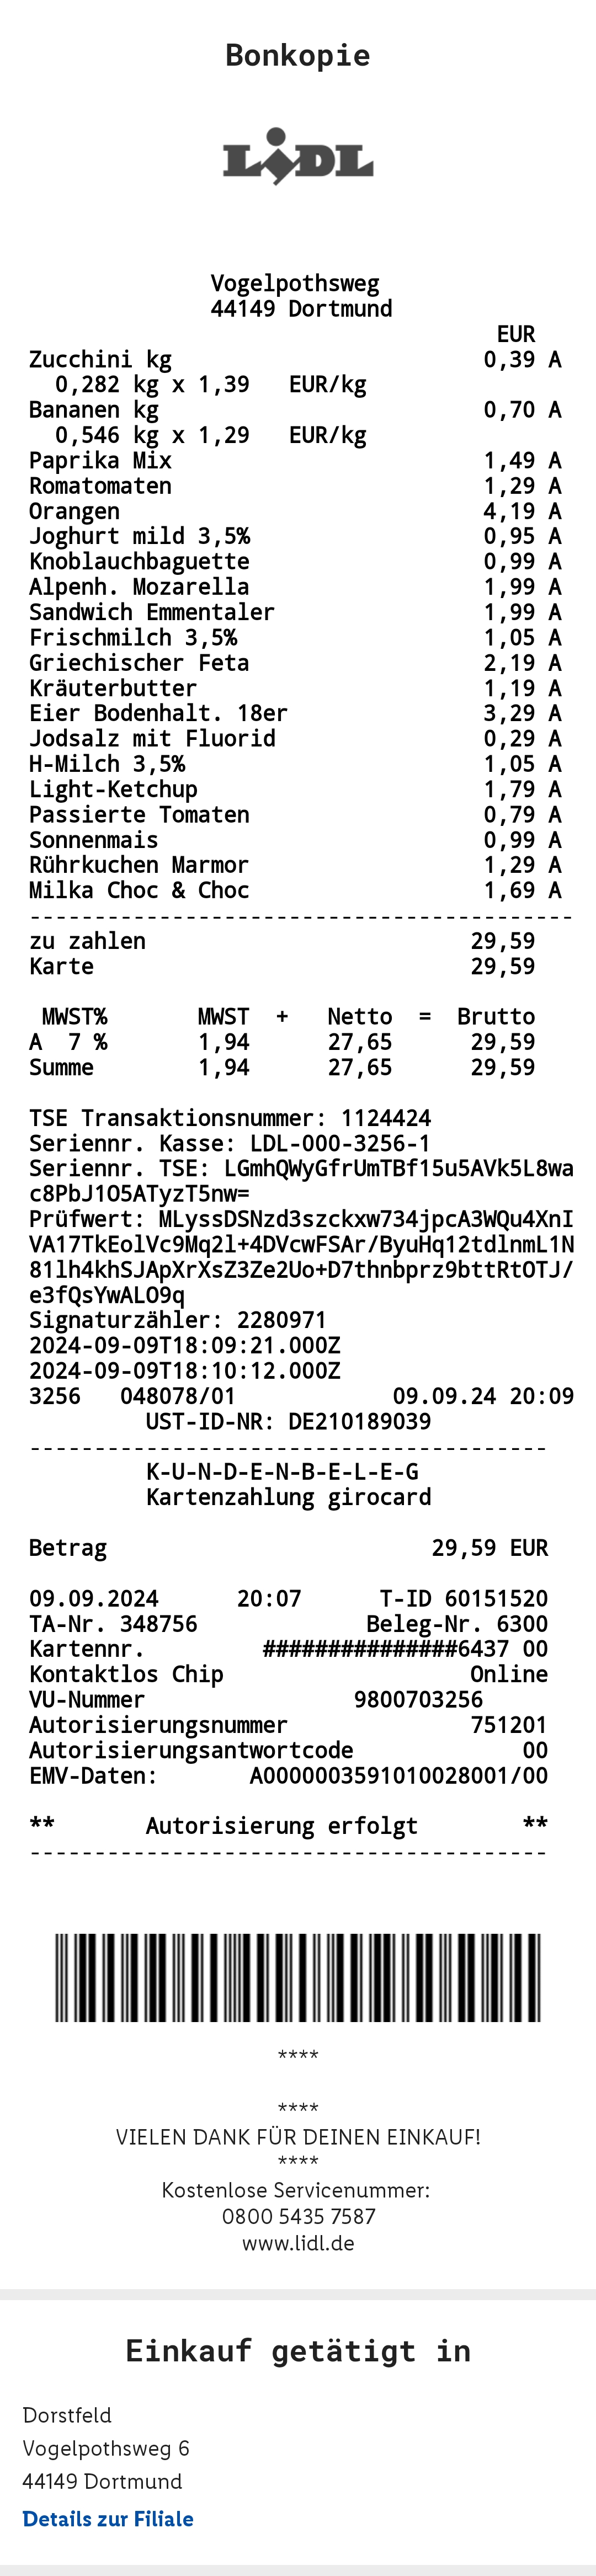 Bonkopie
LIDL
Vogelpothsweg
44149 Dortmund
EUR
Zucchini kg 0,39 A
0,282 kg x 1,39 EUR/kg
Bananen kg 0,70 A
0,546 kg x 1,29 EUR/kg
Paprika Mix 1,49 A
Romatomaten 1,29 A
Orangen 4,19 A
Joghurt mild 3,5% 0,95 A
Knoblauchbaguette 0,99 A
Alpenh. Mozarella 1,99 A
Sandwich Emmentaler 1,99 A
Frischmilch 3,5% 1,05 A
Griechischer Feta 2,19 A
Kräuterbutter 1,19 A
Eier Bodenhalt. 18er 3,29 A
Jodsalz mit Fluorid 0,29 A
H-Milch 3,5% 1,05 A
Light-Ketchup 1,79 A
Passierte Tomaten 0,79 A
Sonnenmais 0,99 A
Rührkuchen Marmor 1,29 A
Milka Choc & Choc 1,69 A
------------------------------------------
zu zahlen 29,59
Karte 29,59
MWST% MWST + Netto = Brutto
A 7 % 1,94 27,65 29,59
Summe 1,94 27,65 29,59
TSE Transaktionsnummer: 1124424
Seriennr. Kasse: LDL-000-3256-1
Seriennr. TSE: LGmhQWyGfrUmTBf15u5AVk5L8wa
c8PbJ1O5ATyzT5nw=
Prüfwert: MLyssDSNzd3szckxw734jpcA3WQu4XnI
VA17TkEolVc9Mq2l+4DVcwFSAr/ByuHq12tdlnmL1N
81lh4khSJApXrXsZ3Ze2Uo+D7thnbprz9bttRtOTJ/
e3fQsYwALO9q
Signaturzähler: 2280971
2024-09-09T18:09:21.000Z
2024-09-09T18:10:12.000Z
3256 048078/01 09.09.24 20:09
UST-ID-NR: DE210189039
----------------------------------------
K-U-N-D-E-N-B-E-L-E-G
Kartenzahlung girocard
Betrag 29,59 EUR
09.09.2024 20:07 T-ID 60151520
TA-Nr. 348756 Beleg-Nr. 6300
Kartennr. ###############6437 00
Kontaktlos Chip Online
VU-Nummer 9800703256
Autorisierungsnummer 751201
Autorisierungsantwortcode 00
EMV-Daten: A0000003591010028001/00
** Autorisierung erfolgt **
----------------------------------------
****
****
VIELEN DANK FÜR DEINEN EINKAUF!
****
Kostenlose Servicenummer:
0800 5435 7587
www.lidl.de
Einkauf getätigt in
Dorstfeld
Vogelpothsweg 6
44149 Dortmund
Details zur Filiale